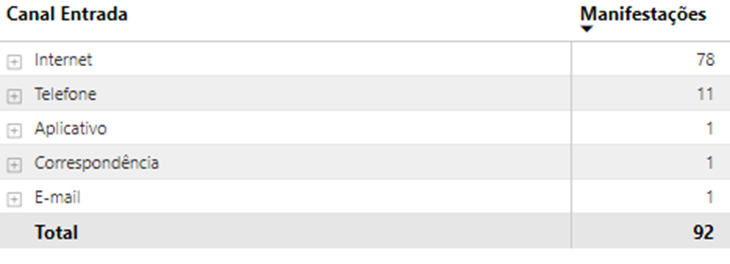 Canal Entrada Manifestações
Internet 78
Telefone 11
Aplicativo 1
Correspondência 1
E-mail 1
Total 92